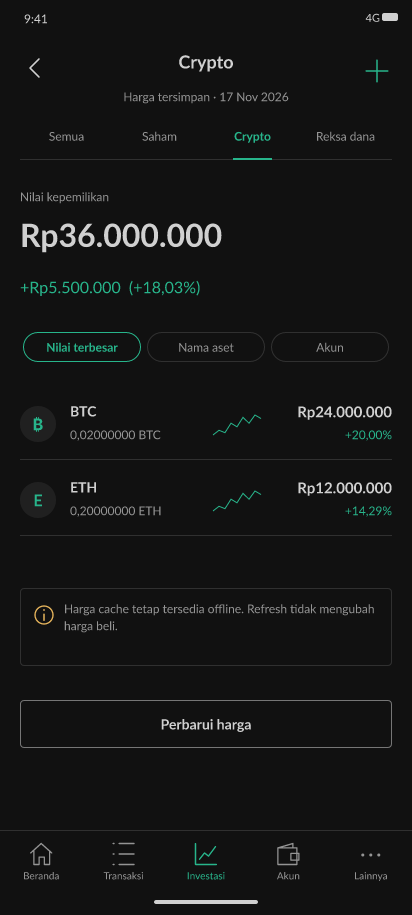 9:41
4G
Crypto
Harga tersimpan · 17 Nov 2026
Semua
Saham
Crypto
Reksa dana
Nilai kepemilikan
Rp36.000.000
+Rp5.500.000 (+18,03%)
Nilai terbesar
Nama aset
Akun
₿
BTC
0,02000000 BTC
Rp24.000.000
+20,00%
E
ETH
0,20000000 ETH
Rp12.000.000
+14,29%
Harga cache tetap tersedia offline. Refresh tidak mengubah
harga beli.
Perbarui harga
Beranda
Transaksi
Investasi
Akun
Lainnya